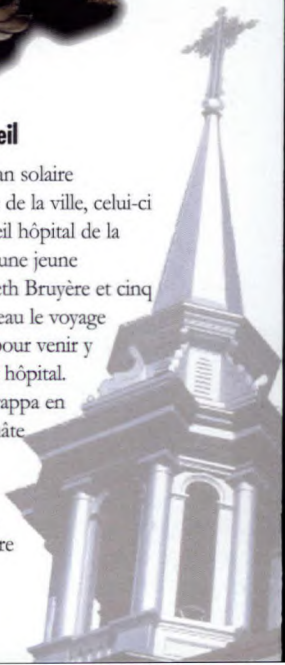 eil
an solaire
de la ville, celui-ci
eil hôpital de la
une jeune
eth Bruyère et cinq
eau le voyage
pour venir y
hôpital.
rappa en
âte
re